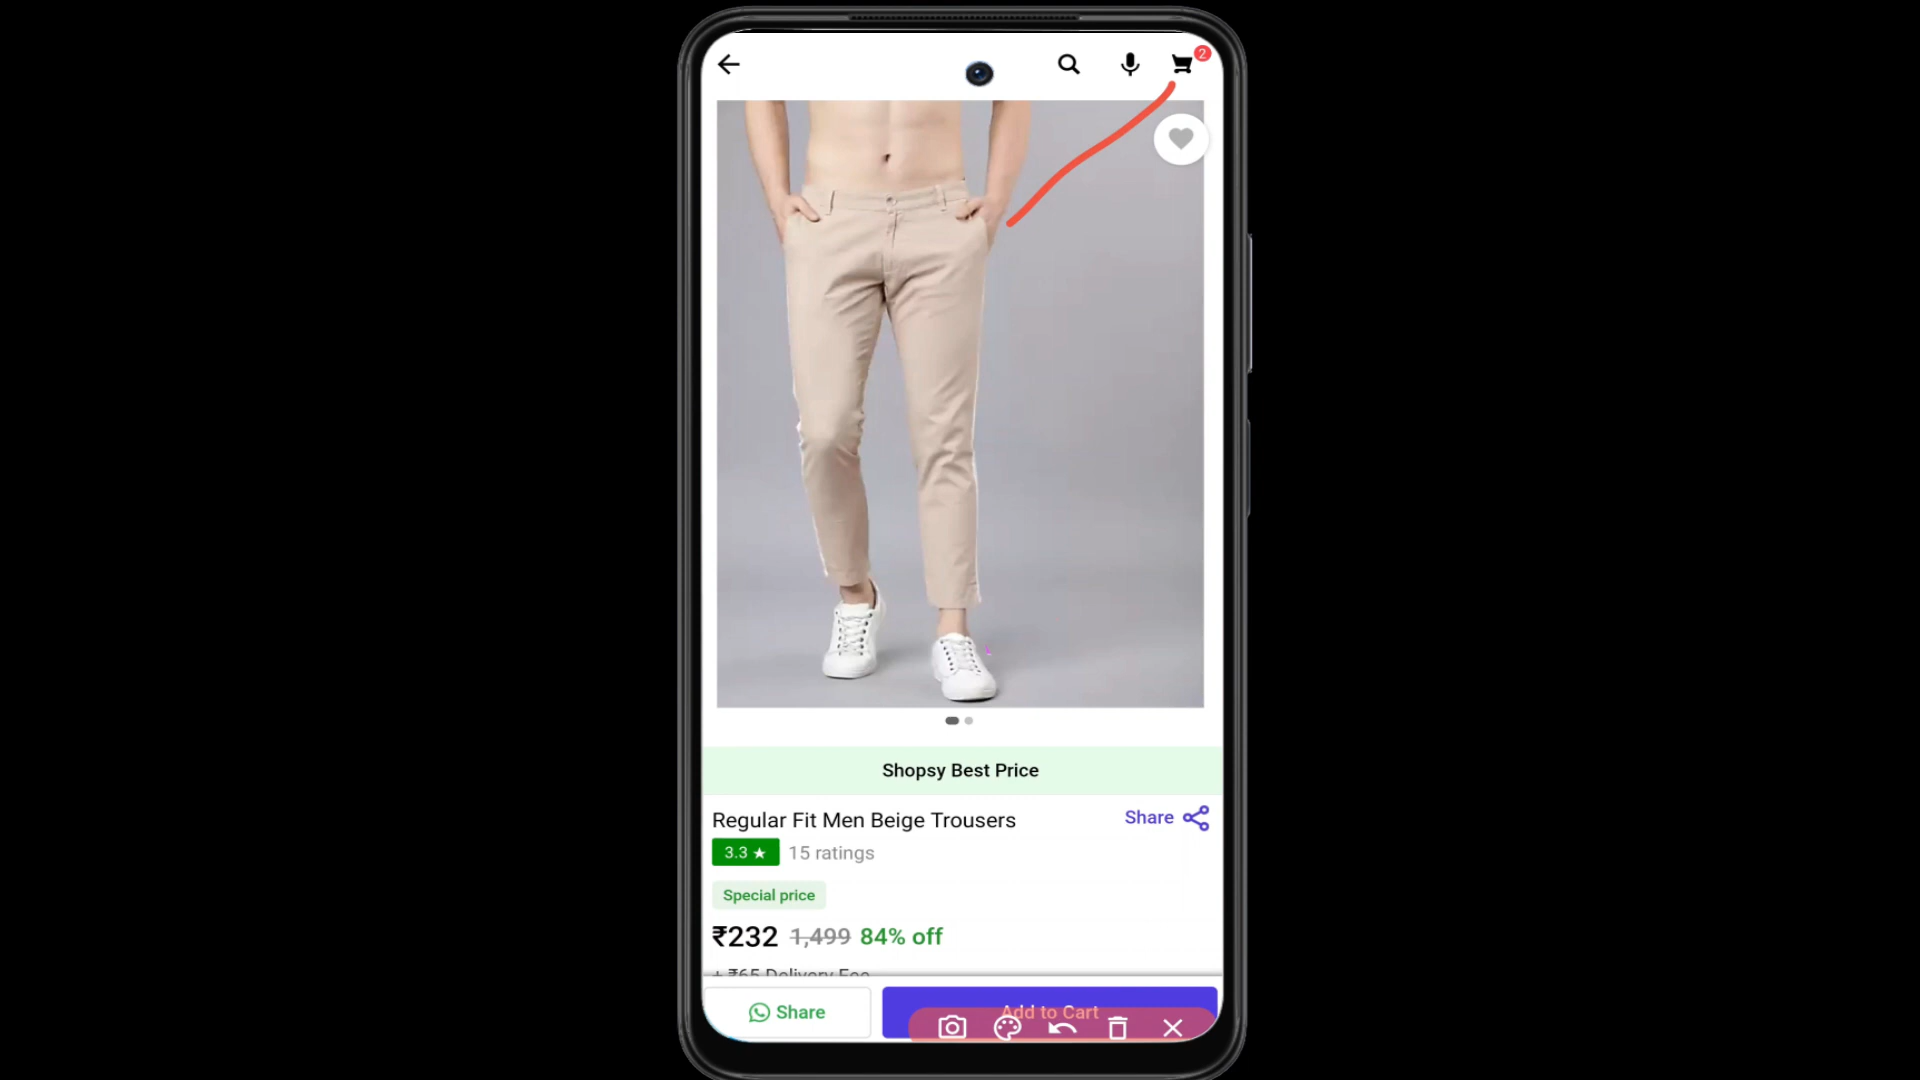 2
Shopsy Best Price
Regular Fit Men Beige Trousers
Share
3.3 ★ 15 ratings
Special price
₹232 1,499 84% off
+ ₹65 Delivery Fee
Share
Add to Cart